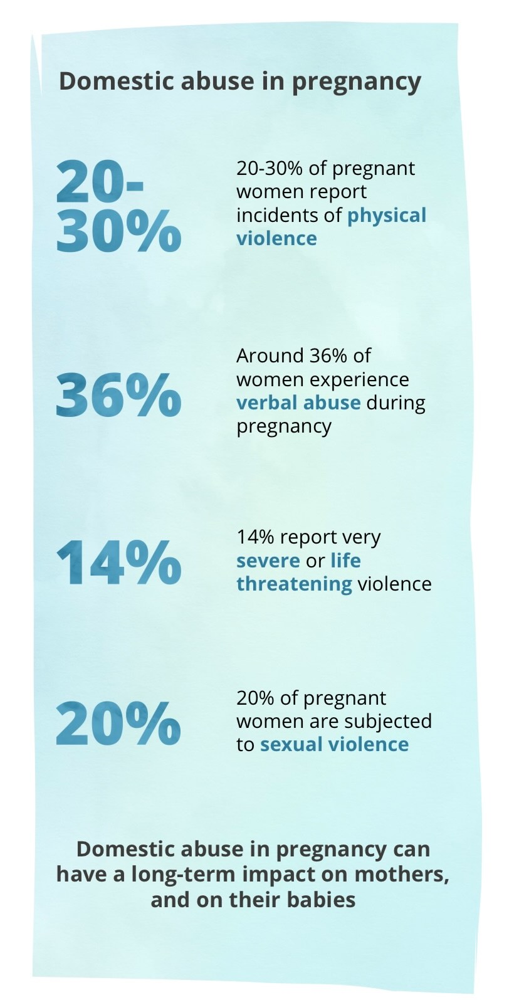 Domestic abuse in pregnancy
20-
30%
20-30% of pregnant
women report
incidents of physical
violence
36%
Around 36% of
women experience
verbal abuse during
pregnancy
14%
14% report very
severe or life
threatening violence
20%
20% of pregnant
women are subjected
to sexual violence
Domestic abuse in pregnancy can
have a long-term impact on mothers,
and on their babies